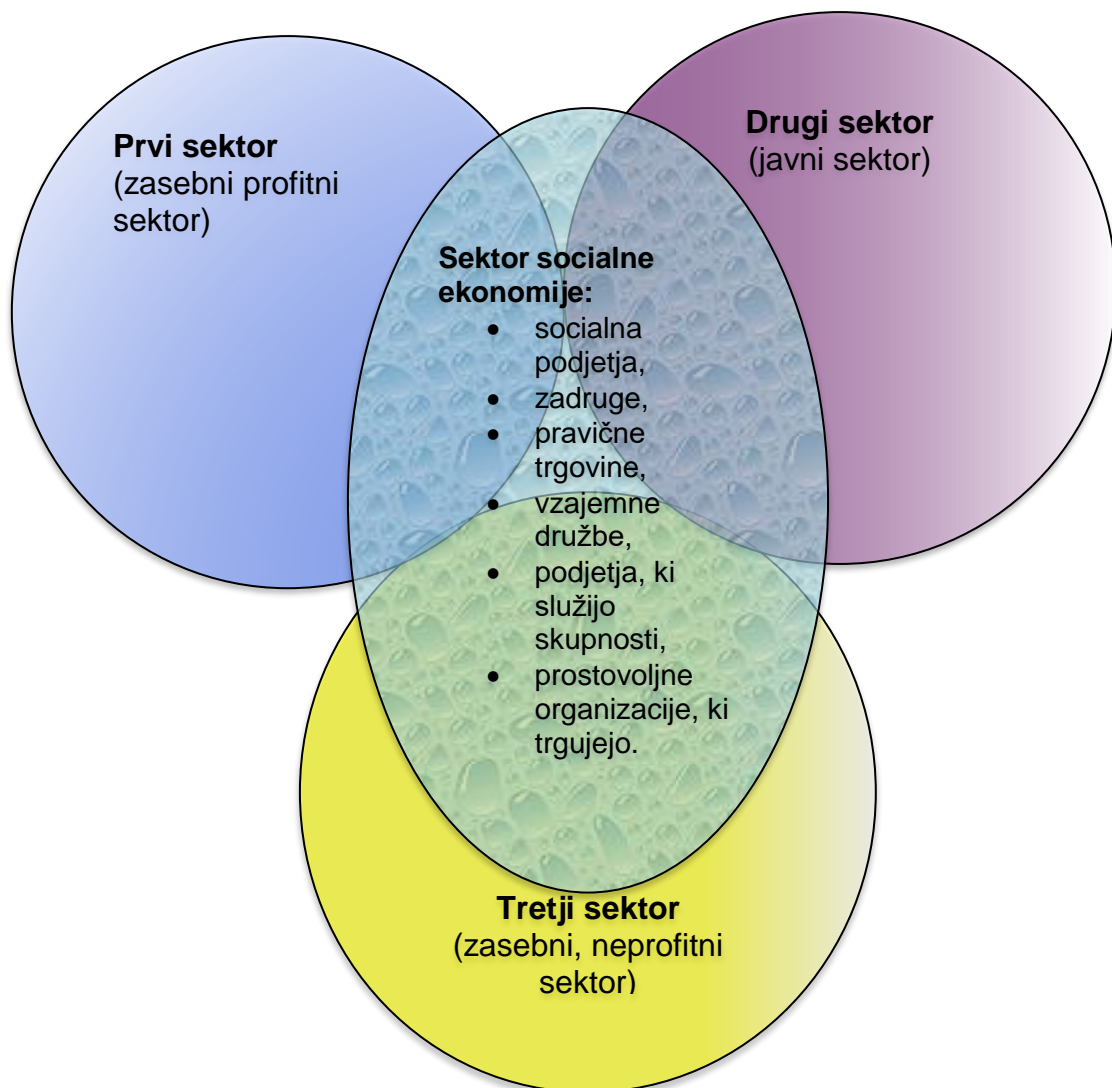 Prvi sektor
(zasebni profitni
sektor)
Drugi sektor
(javni sektor)
Sektor socialne
ekonomije:
• socialna
podjetja,
• zadruge,
• pravične
trgovine,
• vzajemne
družbe,
• podjetja, ki
služijo
skupnosti,
• prostovoljne
organizacije, ki
trgujejo.
Tretji sektor
(zasebni, neprofitni
sektor)